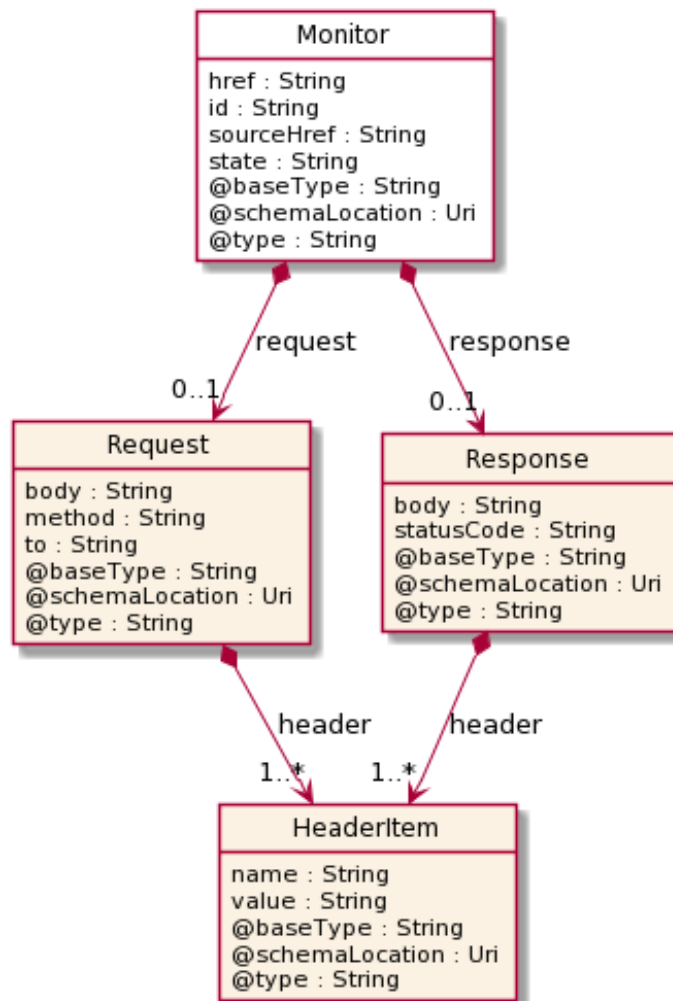 Monitor
href : String
id : String
sourceHref : String
state : String
@baseType : String
@schemaLocation : Uri
@type : String
request
response
0..1
0..1
Request
body : String
method : String
to : String
@baseType : String
@schemaLocation : Uri
@type : String
Response
body : String
statusCode : String
@baseType : String
@schemaLocation : Uri
@type : String
header
header
1..*
1..*
HeaderItem
name : String
value : String
@baseType : String
@schemaLocation : Uri
@type : String